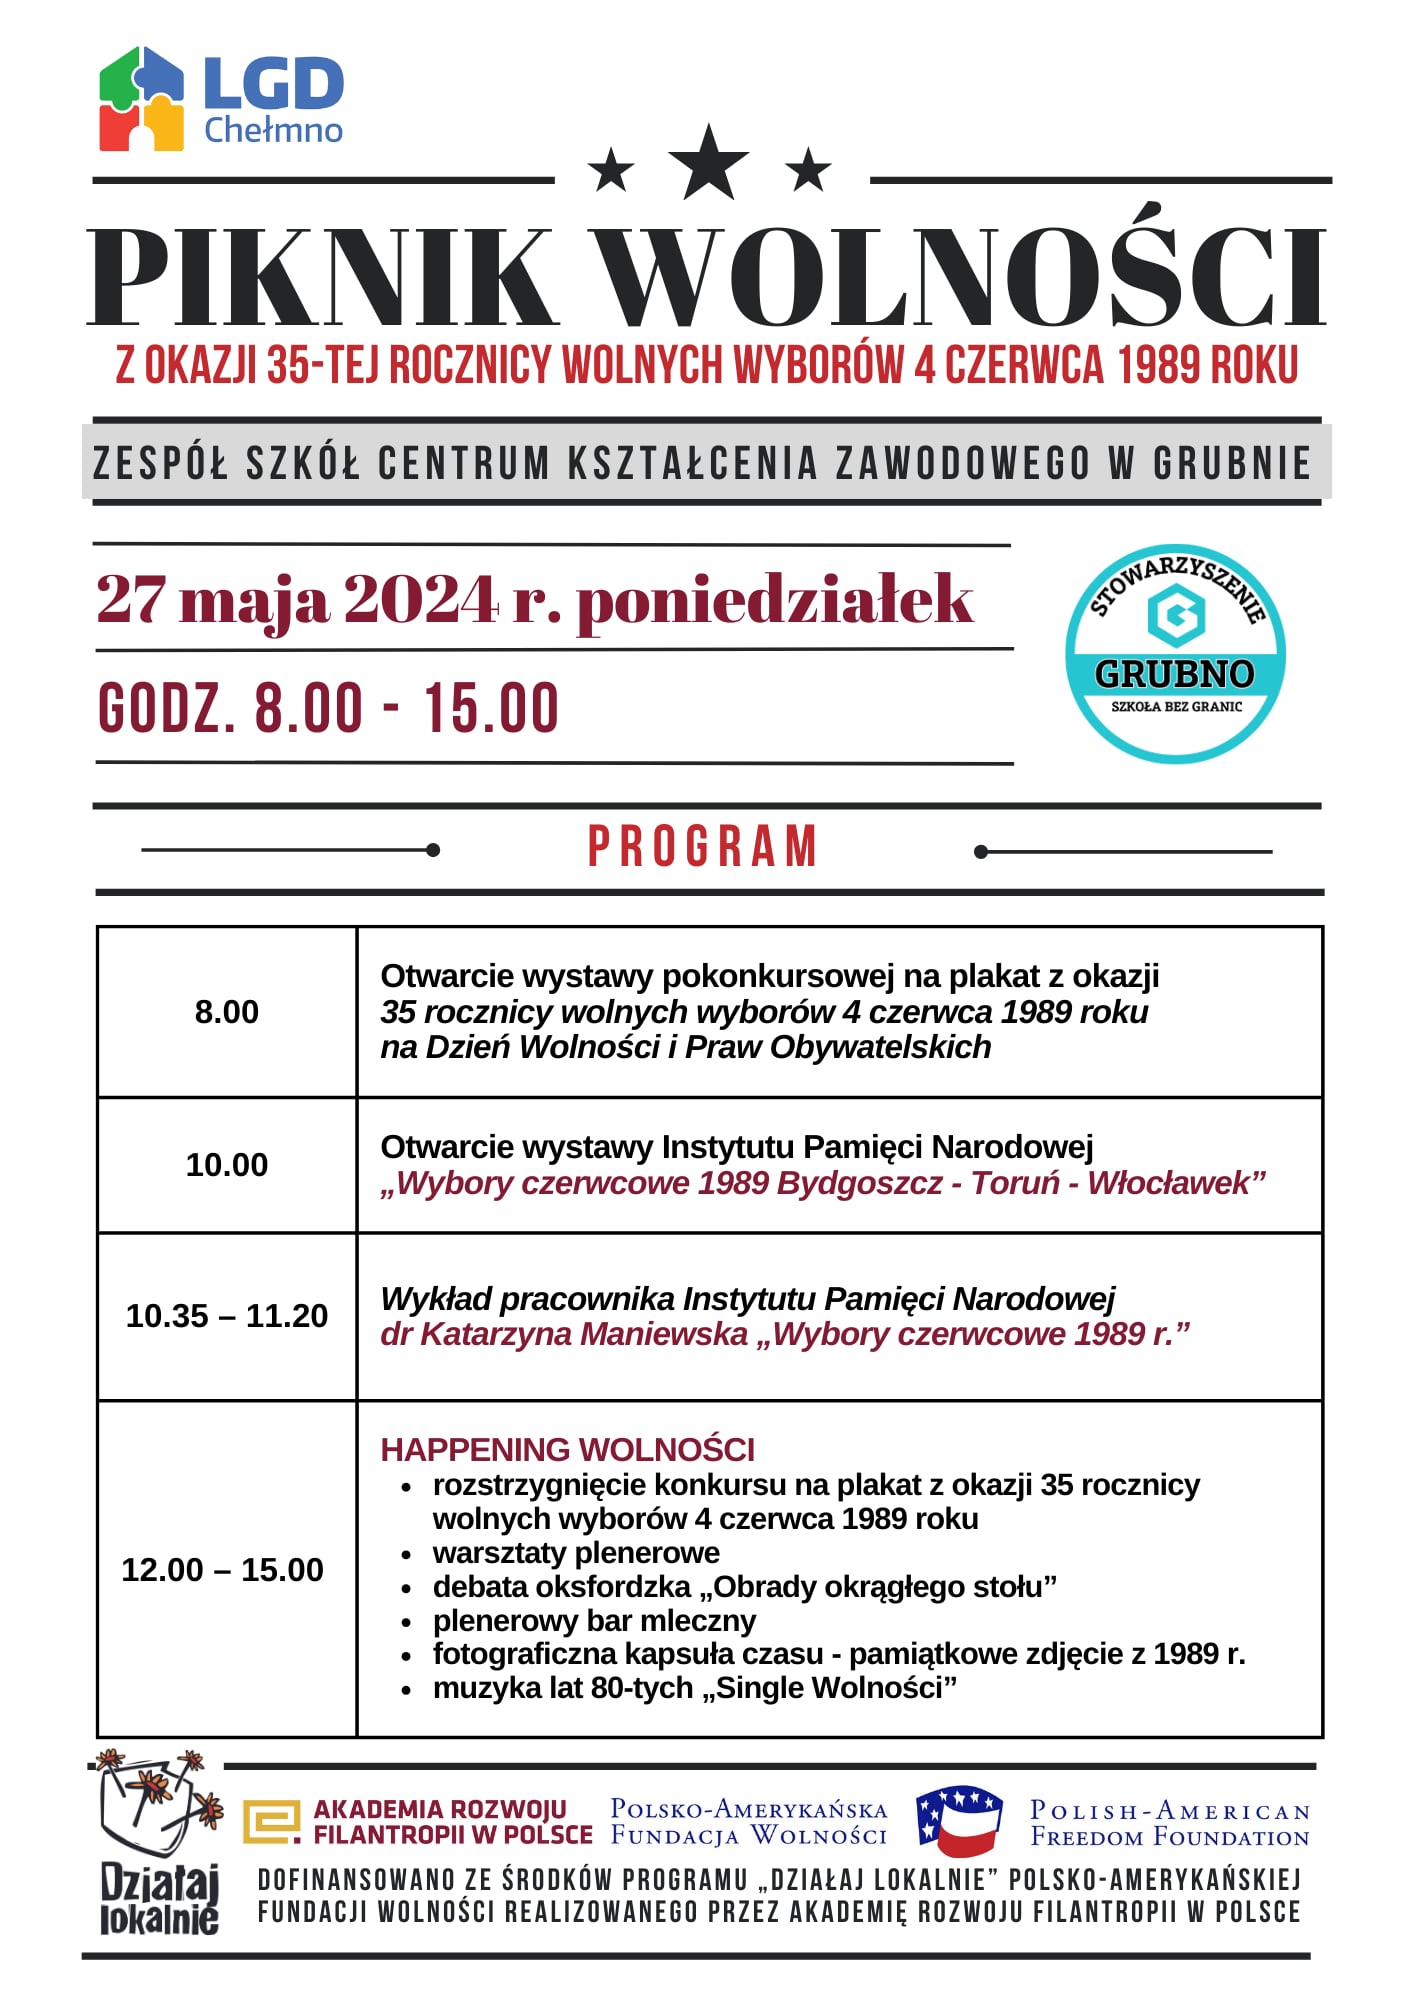 LGD
Chełmno
PIKNIK WOLNOŚCI
Z OKAZJI 35-TEJ ROCZNICY WOLNYCH WYBORÓW 4 CZERWCA 1989 ROKU
ZESPÓŁ SZKÓŁ CENTRUM KSZTAŁCENIA ZAWODOWEGO W GRUBNIE
27 maja 2024 r. poniedziałek
GODZ. 8.00 - 15.00
STOWARZYSZENIE
GRUBNO
SZKOŁA BEZ GRANIC
PROGRAM
8.00
Otwarcie wystawy pokonkursowej na plakat z okazji
35 rocznicy wolnych wyborów 4 czerwca 1989 roku
na Dzień Wolności i Praw Obywatelskich
10.00
Otwarcie wystawy Instytutu Pamięci Narodowej
„Wybory czerwcowe 1989 Bydgoszcz - Toruń - Włocławek”
10.35 – 11.20
Wykład pracownika Instytutu Pamięci Narodowej
dr Katarzyna Maniewska „Wybory czerwcowe 1989 r.”
12.00 – 15.00
HAPPENING WOLNOŚCI
• rozstrzygnięcie konkursu na plakat z okazji 35 rocznicy
wolnych wyborów 4 czerwca 1989 roku
• warsztaty plenerowe
• debata oksfordzka „Obrady okrągłego stołu”
• plenerowy bar mleczny
• fotograficzna kapsuła czasu - pamiątkowe zdjęcie z 1989 r.
• muzyka lat 80-tych „Single Wolności”
Działaj
lokalnie
AKADEMIA ROZWOJU
FILANTROPII W POLSCE
POLSKO-AMERYKAŃSKA
FUNDACJA WOLNOŚCI
POLISH-AMERICAN
FREEDOM FOUNDATION
DOFINANSOWANO ZE ŚRODKÓW PROGRAMU „DZIAŁAJ LOKALNIE” POLSKO-AMERYKAŃSKIEJ
FUNDACJI WOLNOŚCI REALIZOWANEGO PRZEZ AKADEMIĘ ROZWOJU FILANTROPII W POLSCE